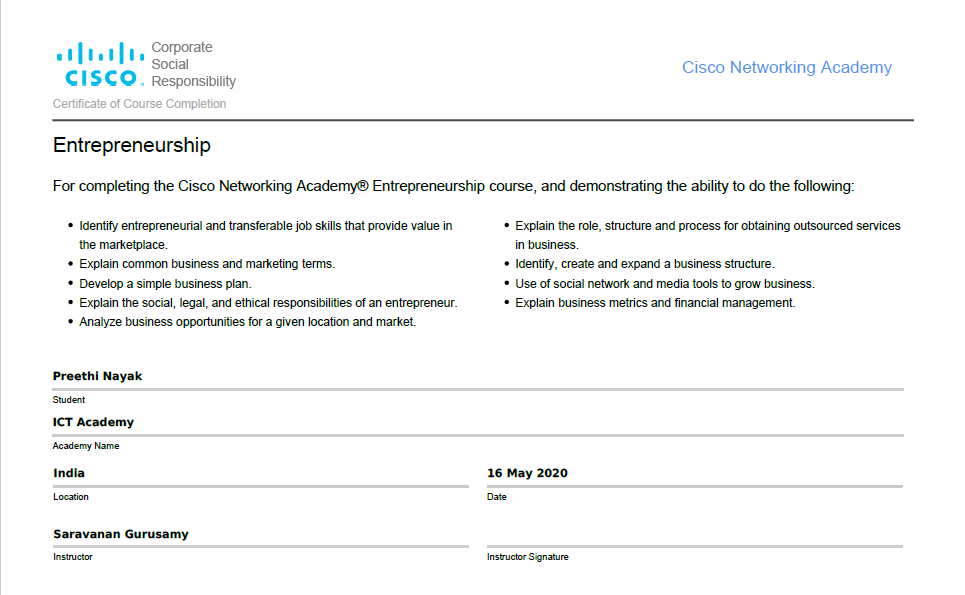 Corporate
Social
CISCO Responsibility
Cisco Networking Academy
Certificate of Course Completion
Entrepreneurship
For completing the Cisco Networking Academy® Entrepreneurship course, and demonstrating the ability to do the following:
• Identify entrepreneurial and transferable job skills that provide value in
the marketplace.
• Explain common business and marketing terms.
• Develop a simple business plan.
• Explain the social, legal, and ethical responsibilities of an entrepreneur.
• Analyze business opportunities for a given location and market.
• Explain the role, structure and process for obtaining outsourced services
in business.
• Identify, create and expand a business structure.
• Use of social network and media tools to grow business.
• Explain business metrics and financial management.
Preethi Nayak
Student
ICT Academy
Academy Name
India
Location
16 May 2020
Date
Saravanan Gurusamy
Instructor
Instructor Signature